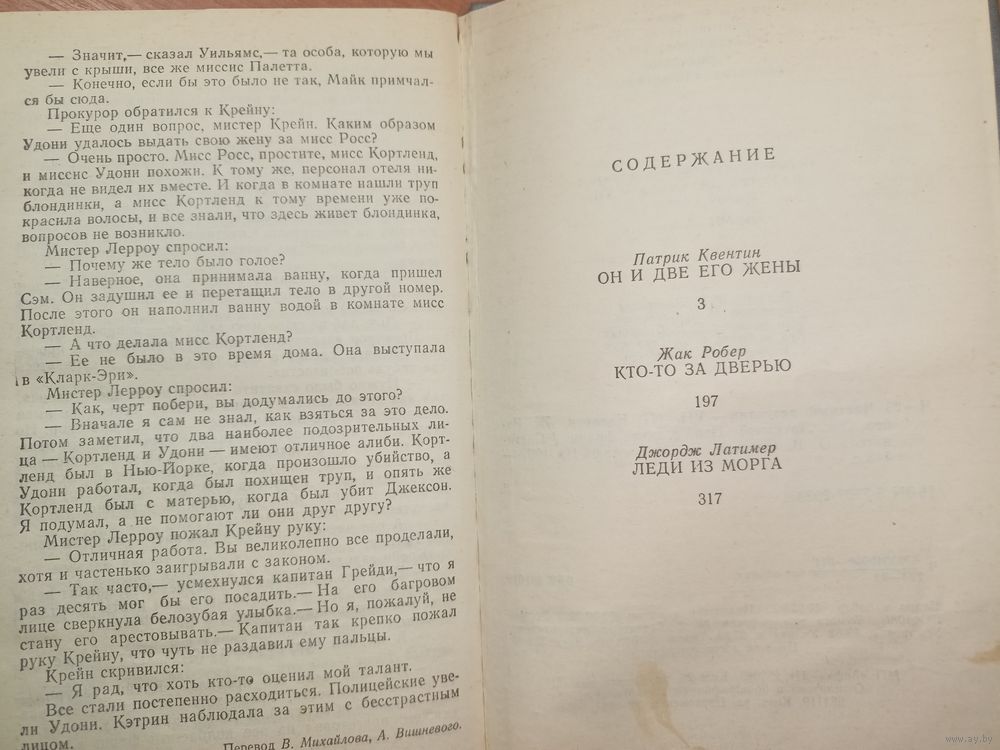 — Значит,— сказал Уильямс,— та особа, которую мы
увели с крыши, все же миссис Палетта.
— Конечно, если бы это было не так, Майк примчал-
ся бы сюда.
Прокурор обратился к Крейну:
— Еще один вопрос, мистер Крейн. Каким образом
Удони удалось выдать свою жену за мисс Росс?
— Очень просто. Мисс Росс, простите, мисс Кортленд,
и миссис Удони похожи. К тому же, персонал отеля ни-
когда не видел их вместе. И когда в комнате нашли труп
блондинки, а мисс Кортленд к тому времени уже по-
красила волосы, и все знали, что здесь живет блондинка,
вопросов не возникло.
Мистер Лерроу спросил:
— Почему же тело было голое?
— Наверное, она принимала ванну, когда пришел
Сэм. Он задушил ее и перетащил тело в другой номер.
После этого он наполнил ванну водой в комнате мисс
Кортленд.
— А что делала мисс Кортленд?
— Ее не было в это время дома. Она выступала
в «Кларк-Эри».
Мистер Лерроу спросил:
— Как, черт побери, вы додумались до этого?
— Вначале я сам не знал, как взяться за это дело.
Потом заметил, что два наиболее подозрительных ли-
ца — Кортленд и Удони — имеют отличное алиби. Корт-
ленд был в Нью-Йорке, когда произошло убийство, а
Удони работал, когда был похищен труп, и опять же
Кортленд был с матерью, когда был убит Джексон.
Я подумал, а не помогают ли они друг другу?
Мистер Лерроу пожал Крейну руку:
— Отличная работа. Вы великолепно все проделали,
хотя и частенько заигрывали с законом.
— Так часто,— усмехнулся капитан Грейди,— что я
раз десять мог бы его посадить.— На его багровом
лице сверкнула белозубая улыбка.— Но я, пожалуй, не
стану его арестовывать.— Капитан так крепко пожал
руку Крейну, что чуть не раздавил ему пальцы.
Крейн скривился:
— Я рад, что хоть кто-то оценил мой талант.
Все стали постепенно расходиться. Полицейские уве-
ли Удони. Кэтрин наблюдала за этим с бесстрастным
лицом.
Перевод В. Михайлова, А. Вишневого.
СОДЕРЖАНИЕ
Патрик Квентин
ОН И ДВЕ ЕГО ЖЕНЫ
3
Жак Робер
КТО-ТО ЗА ДВЕРЬЮ
197
Джордж Латимер
ЛЕДИ ИЗ МОРГА
317
www.ay.by